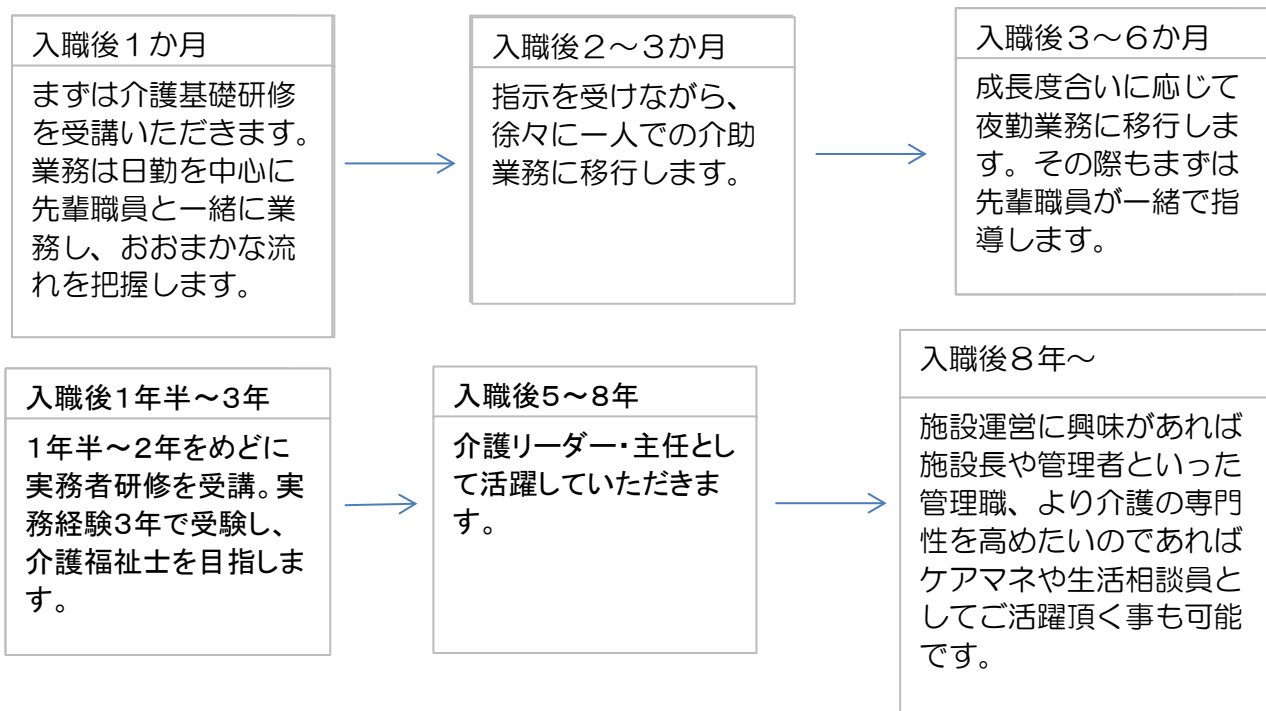 入職後１か月
まずは介護基礎研修
を受講いただきます。
業務は日勤を中心に
先輩職員と一緒に業
務し、おおまかな流
れを把握します。
入職後２～３か月
指示を受けながら、
徐々に一人での介助
業務に移行します。
入職後３～６か月
成長度合いに応じて
夜勤業務に移行しま
す。その際もまずは
先輩職員が一緒で指
導します。
入職後１年半～３年
１年半～２年をめどに
実務者研修を受講。実
務経験３年で受験し、
介護福祉士を目指しま
す。
入職後５～８年
介護リーダー・主任とし
て活躍していただきま
す。
入職後８年～
施設運営に興味があれば
施設長や管理者といった
管理職、より介護の専門
性を高めたいのであれば
ケアマネや生活相談員と
してご活躍頂く事も可能
です。